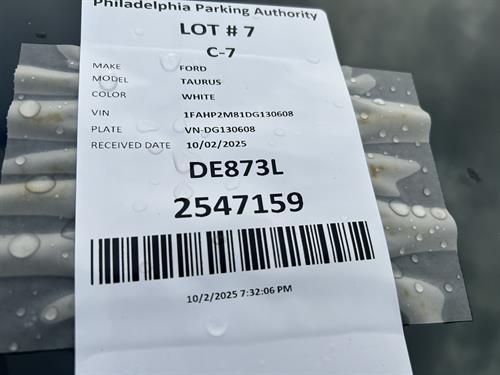 Philadelphia Parking Authority
LOT # 7
C-7
MAKE FORD
MODEL TAURUS
COLOR WHITE
VIN 1FAHP2M81DG130608
PLATE VN-DG130608
RECEIVED DATE 10/02/2025
DE873L
2547159
10/2/2025 7:32:06 PM